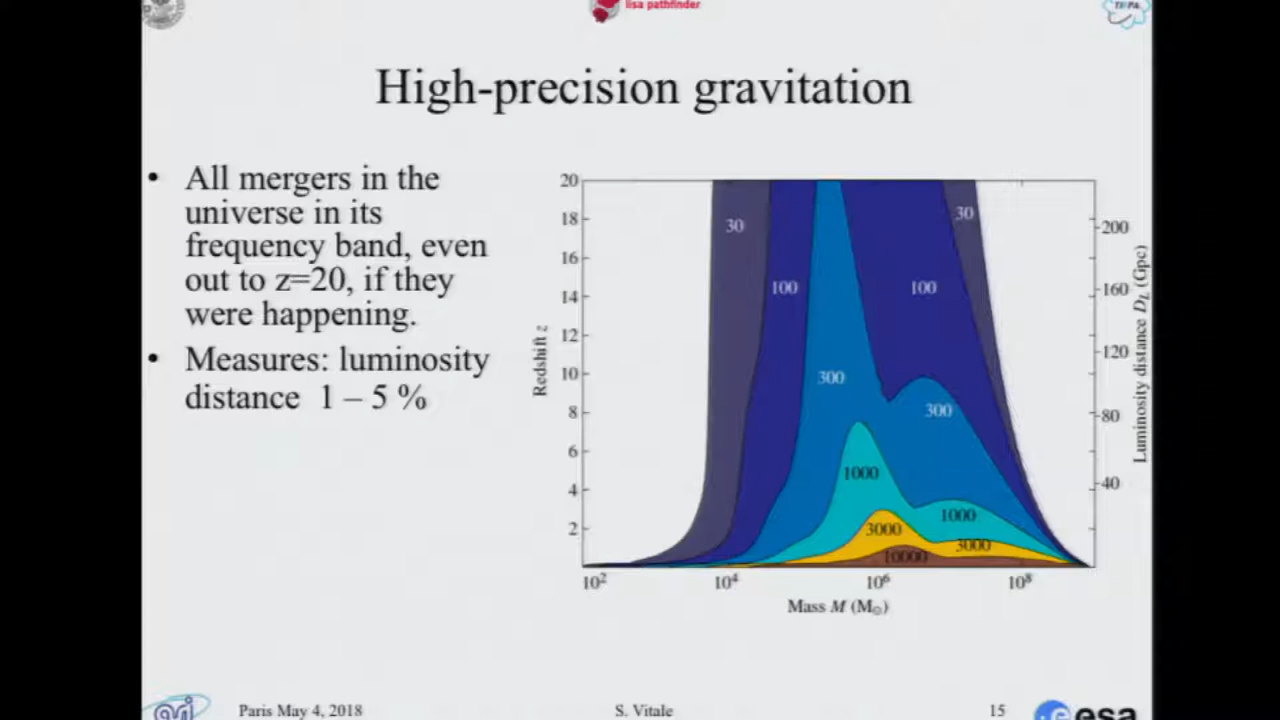 lisa pathfinder
High-precision gravitation
• All mergers in the
universe in its
frequency band, even
out to z=20, if they
were happening.
• Measures: luminosity
distance 1 – 5 %
20
18
16
14
12
10
8
6
4
2
Redshift z
30
30
100
100
300
300
1000
1000
3000
3000
10000
200
160
120
80
40
Luminosity distance D_L (Gpc)
10² 10⁴ 10⁶ 10⁸
Mass M (M⊙)
Paris May 4, 2018 S. Vitale 15
esa